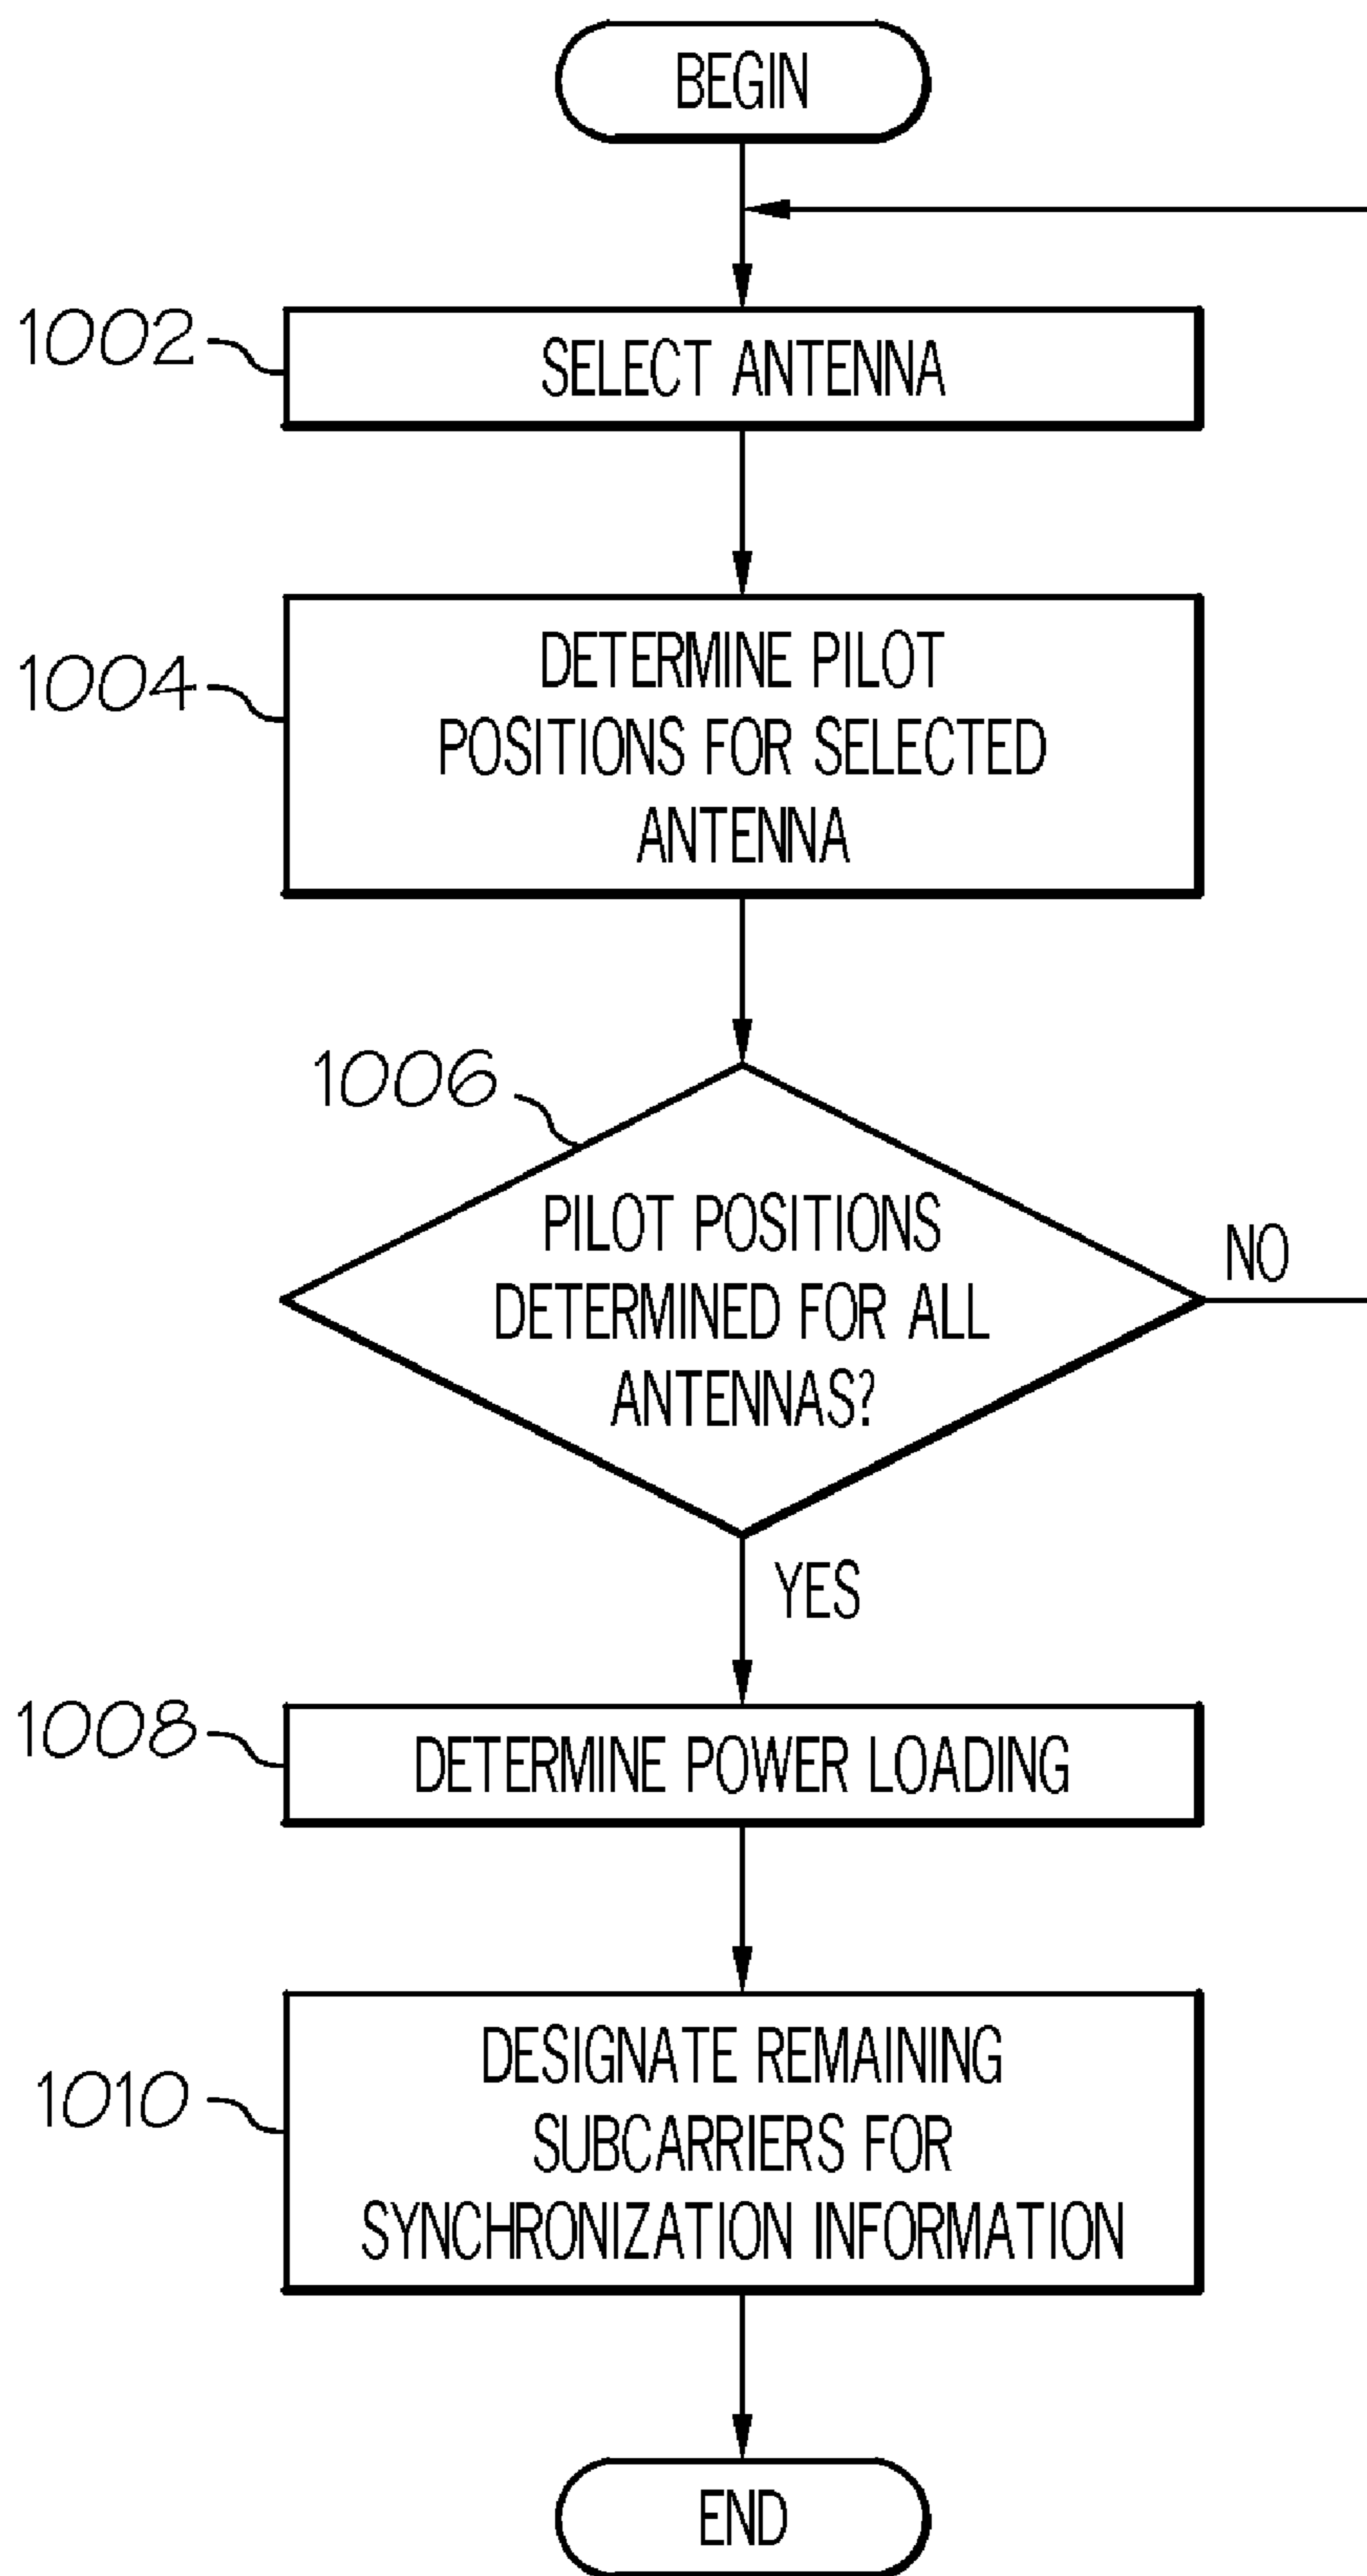 BEGIN
1002
SELECT ANTENNA
1004
DETERMINE PILOT
POSITIONS FOR SELECTED
ANTENNA
1006
PILOT POSITIONS
DETERMINED FOR ALL
ANTENNAS?
NO
YES
1008
DETERMINE POWER LOADING
1010
DESIGNATE REMAINING
SUBCARRIERS FOR
SYNCHRONIZATION INFORMATION
END